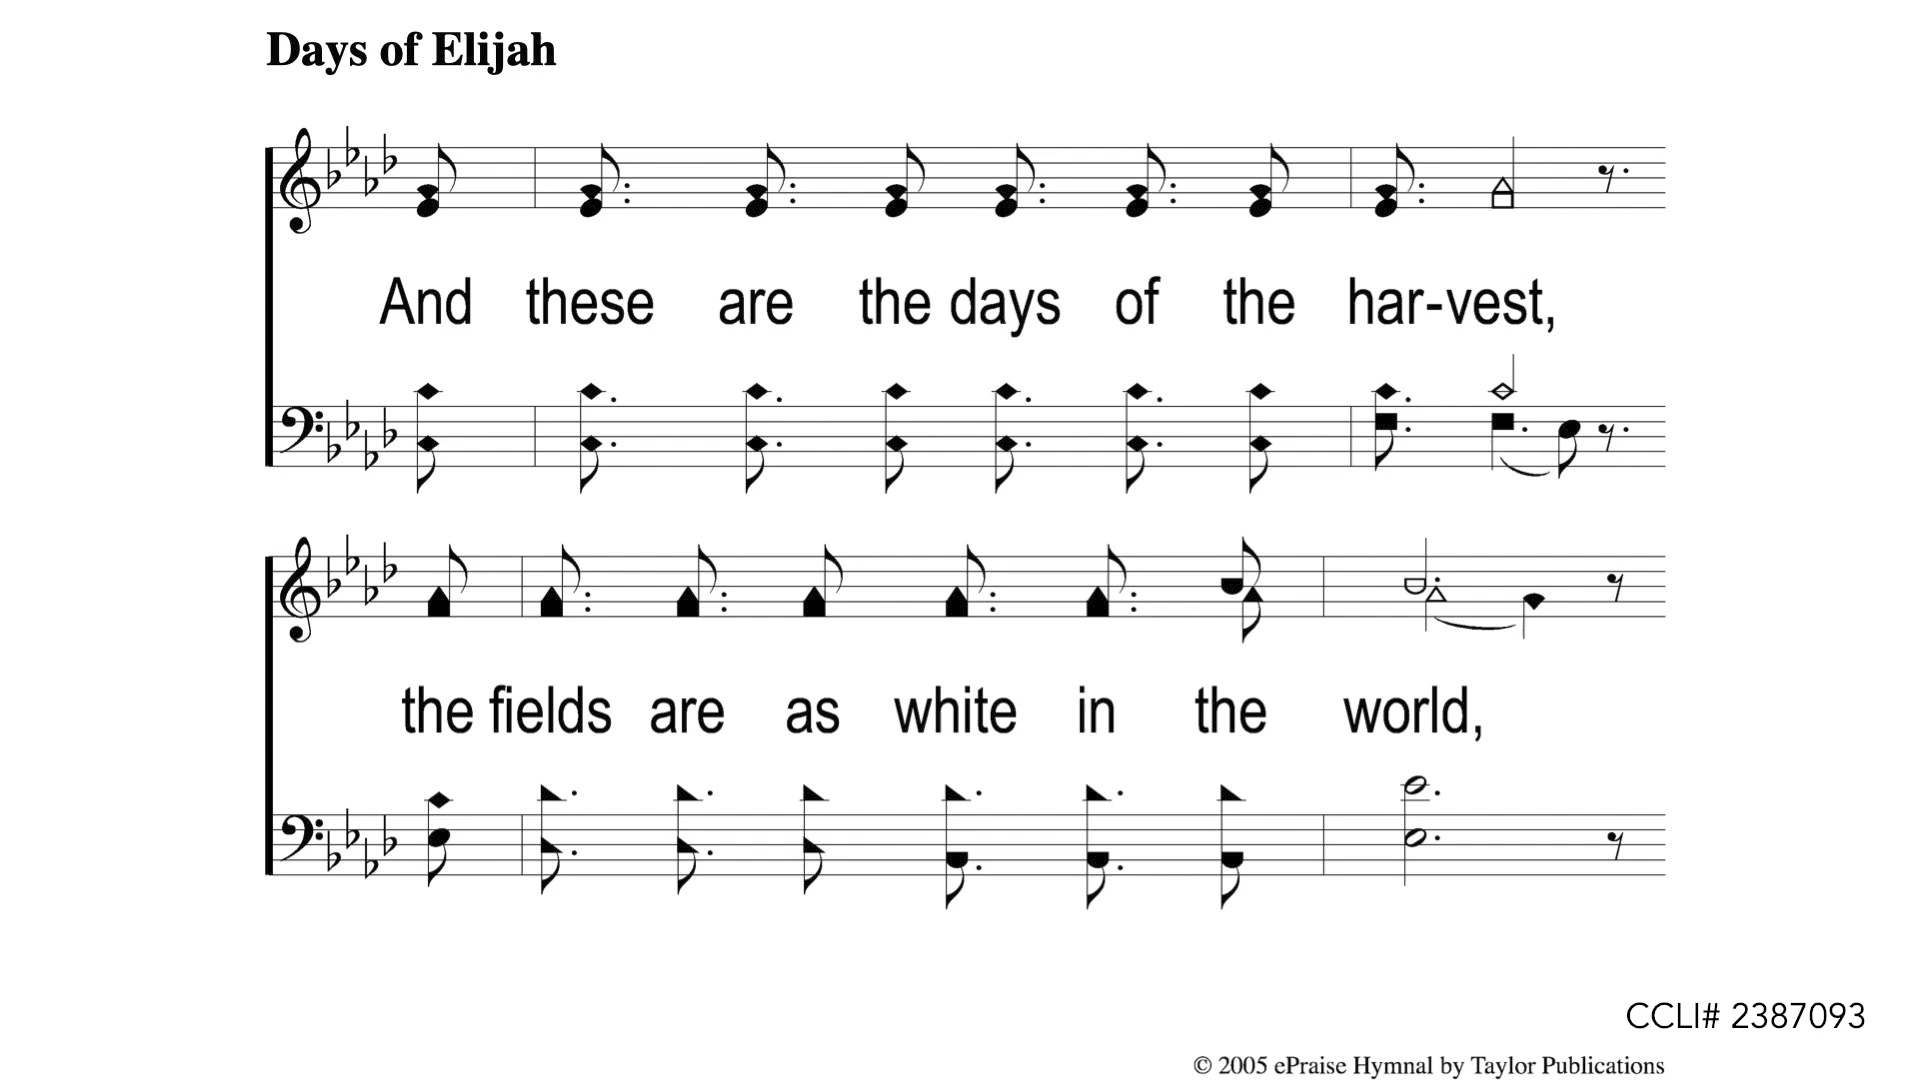 Days of Elijah
And these are the days of the har-vest,
the fields are as white in the world,
CCLI# 2387093
© 2005 ePraise Hymnal by Taylor Publications